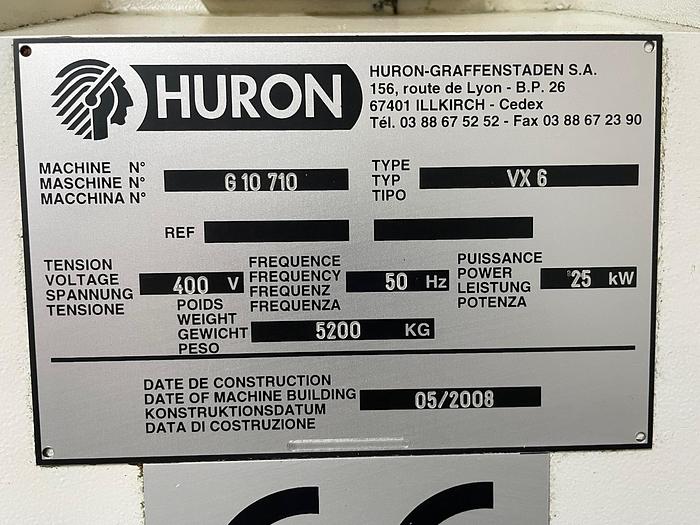 HURON
HURON-GRAFFENSTADEN S.A.
156, route de Lyon - B.P. 26
67401 ILLKIRCH - Cedex
Tél. 03 88 67 52 52 - Fax 03 88 67 23 90
MACHINE N°
MASCHINE N°
MACCHINA N°
G 10 710
TYPE
TYP
TIPO
VX 6
REF
TENSION
VOLTAGE
SPANNUNG
TENSIONE
400 V
FREQUENCE
FREQUENCY
FREQUENZ
FREQUENZA
50 Hz
PUISSANCE
POWER
LEISTUNG
POTENZA
25 kW
POIDS
WEIGHT
GEWICHT
PESO
5200 KG
DATE DE CONSTRUCTION
DATE OF MACHINE BUILDING
KONSTRUKTIONSDATUM
DATA DI COSTRUZIONE
05/2008
CE